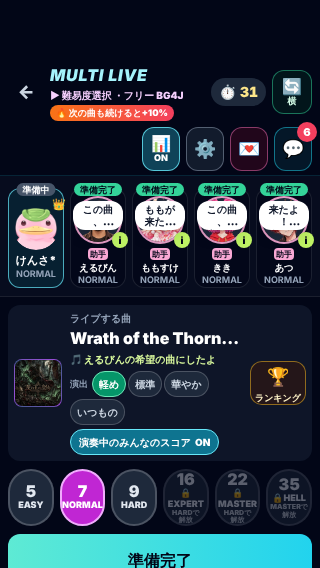 MULTI LIVE
▶ 難易度選択 ・フリー BG4J
🔥 次の曲も続けると+10%
⏱️ 31
🔄
横
📊
ON
⚙️
💌
💬
6
準備中
準備完了
準備完了
準備完了
準備完了
この曲、…
ももが来た…
この曲、…
来たよ！…
i
i
i
i
助手
助手
助手
助手
けんさ*
えるびん
ももすけ
きき
あつ
NORMAL
NORMAL
NORMAL
NORMAL
NORMAL
ライブする曲
Wrath of the Thorn…
🎵 えるびんの希望の曲にしたよ
演出
軽め
標準
華やか
いつもの
演奏中のみんなのスコア ON
🏆
ランキング
5
EASY
7
NORMAL
9
HARD
16
🔒
EXPERT
HARDで
解放
22
🔒
MASTER
HARDで
解放
35
🔒HELL
MASTERで
解放
準備完了